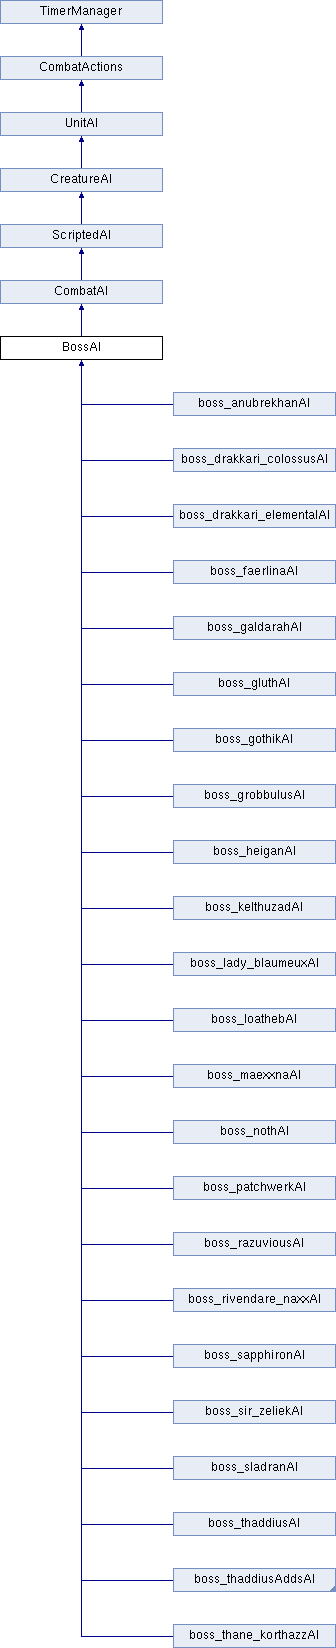 TimerManager
CombatActions
UnitAI
CreatureAI
ScriptedAI
CombatAI
BossAI
boss_anubrekhanAI
boss_drakkari_colossusAI
boss_drakkari_elementalAI
boss_faerlinaAI
boss_galdarahAI
boss_gluthAI
boss_gothikAI
boss_grobbulusAI
boss_heiganAI
boss_kelthuzadAI
boss_lady_blaumeuxAI
boss_loathebAI
boss_maexxnaAI
boss_nothAI
boss_patchwerkAI
boss_razuviousAI
boss_rivendare_naxxAI
boss_sapphironAI
boss_sir_zeliekAI
boss_sladranAI
boss_thaddiusAI
boss_thaddiusAddsAI
boss_thane_korthazzAI